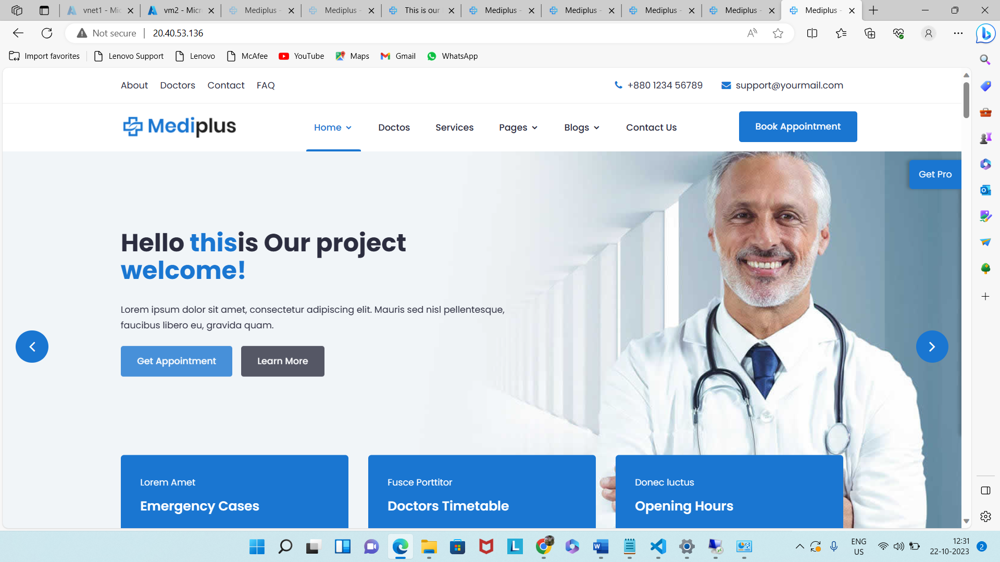 vnet1 - Mic
vm2 - Micr
Mediplus -
Mediplus -
This is our
Mediplus -
Mediplus -
Mediplus -
Mediplus -
Mediplus -
Not secure
20.40.53.136
Import favorites
Lenovo Support
Lenovo
McAfee
YouTube
Maps
Gmail
WhatsApp
About Doctors Contact FAQ
+880 1234 56789
support@yourmail.com
Mediplus
Home
Doctos
Services
Pages
Blogs
Contact Us
Book Appointment
Get Pro
Hello thisis Our project
welcome!
Lorem ipsum dolor sit amet, consectetur adipiscing elit. Mauris sed nisl pellentesque,
faucibus libero eu, gravida quam.
Get Appointment
Learn More
Lorem Amet
Emergency Cases
Fusce Porttitor
Doctors Timetable
Donec luctus
Opening Hours
ENG
US
12:31
22-10-2023
2